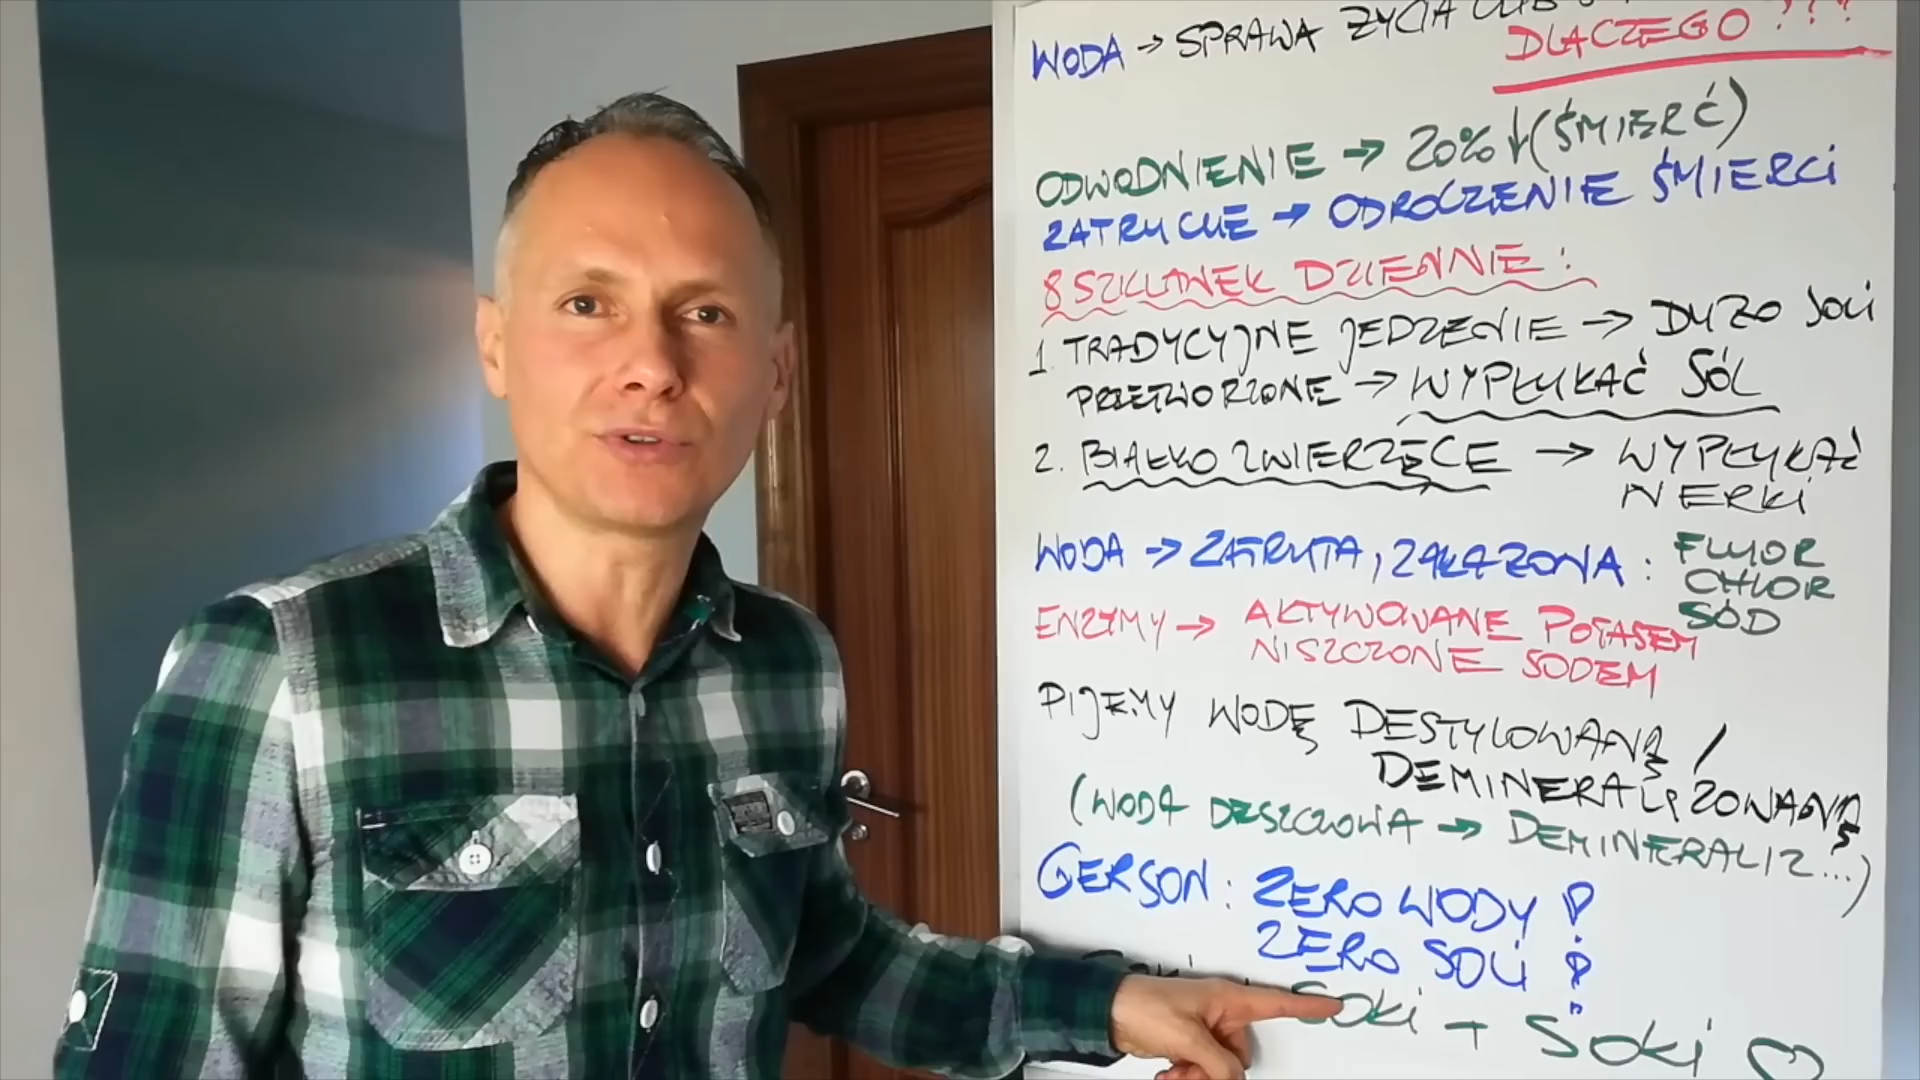 WODA → SPRAWA ŻYCIA LUB
DLACZEGO ???
ODWODNIENIE → 20% ↓ (ŚMIERĆ)
ZATRUCIE → ODROCZENIE ŚMIERCI
8 SZKLANEK DZIENNIE:
1. TRADYCYJNE JEDZENIE → DUŻO SOLI
PRZETWORZONE → WYPŁUKAĆ SÓL
2. BIAŁKO ZWIERZĘCE → WYPŁUKAĆ
NERKI
WODA → ZATRUTA, ZAKAŻONA: FLUOR
CHLOR
SÓD
ENZYMY → AKTYWOWANE POTASEM
NISZCZONE SODEM
PIJEMY WODĘ DESTYLOWANĄ /
DEMINERALIZOWANĄ
(WODA DESZCZOWA → DEMINERALIZ...)
GERSON: ZERO WODY!
ZERO SOLI!
SOKI + SOKI